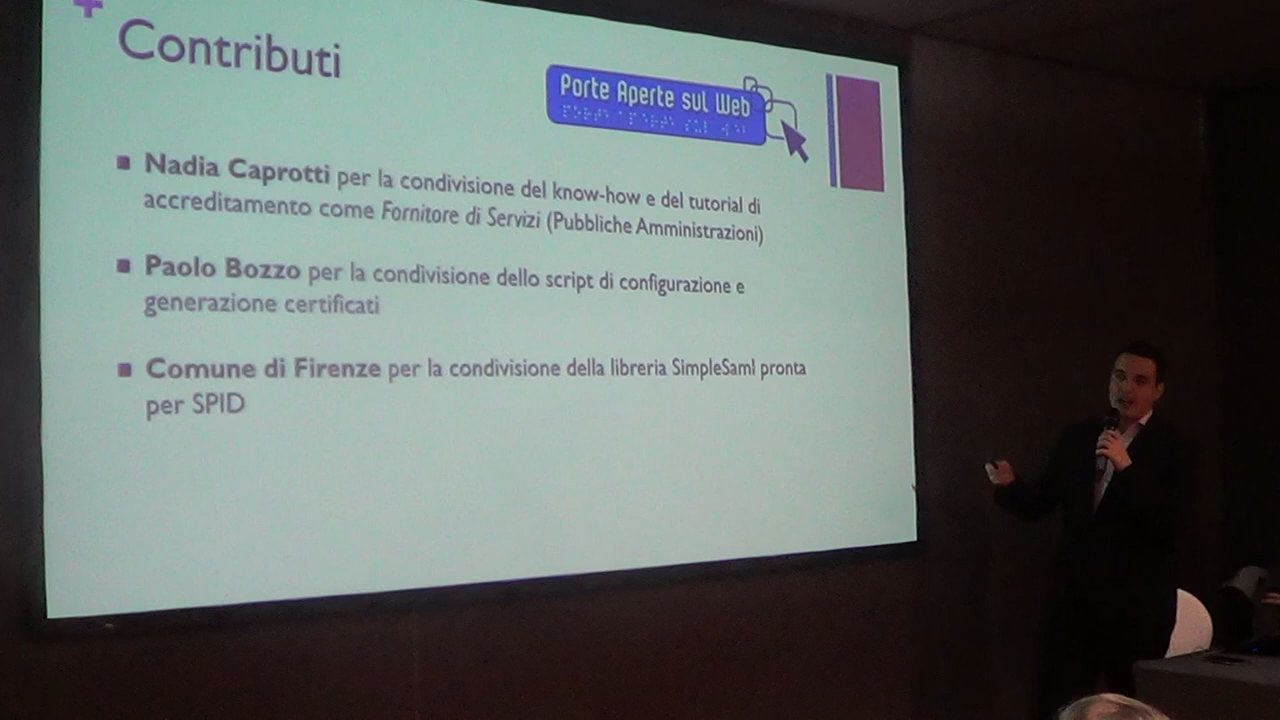 Contributi
Porte Aperte sul Web
Nadia Caprotti per la condivisione del know-how e del tutorial di
accreditamento come Fornitore di Servizi (Pubbliche Amministrazioni)
Paolo Bozzo per la condivisione dello script di configurazione e
generazione certificati
Comune di Firenze per la condivisione della libreria SimpleSaml pronta
per SPID